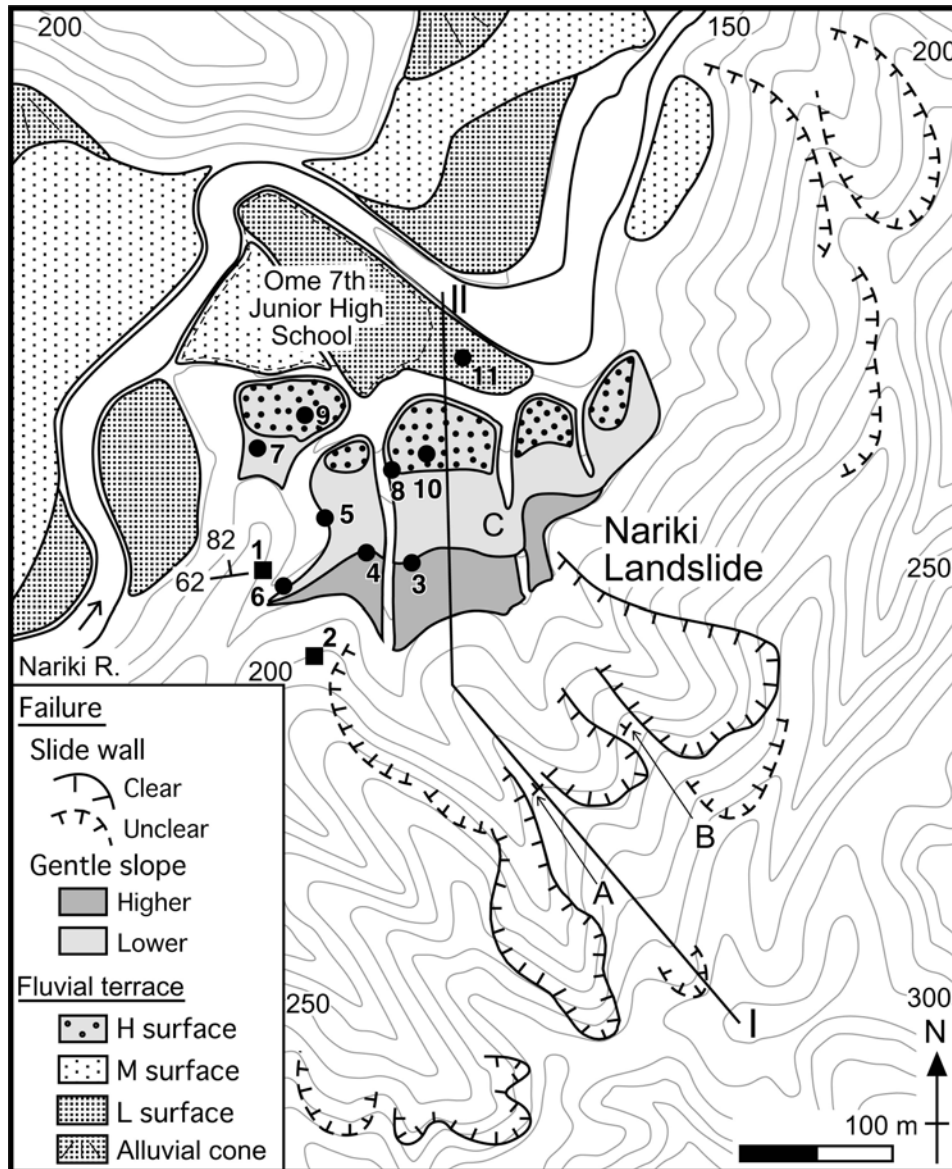 200
150
200
Ome 7th
Junior High
School
II
11
9
7
8
10
5
C
Nariki
Landslide
82
1
62
6
4
3
250
2
Nariki R.
200
B
A
Failure
Slide wall
Clear
Unclear
Gentle slope
Higher
Lower
Fluvial terrace
H surface
M surface
L surface
Alluvial cone
250
I
300
N
100 m